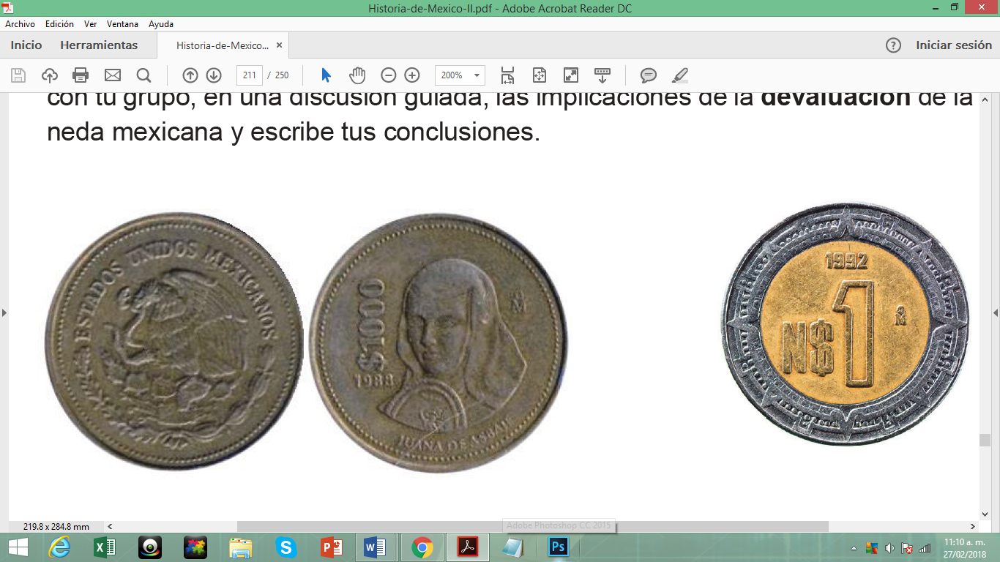 Historia-de-Mexico-II.pdf - Adobe Acrobat Reader DC
Archivo Edición Ver Ventana Ayuda
Inicio Herramientas Historia-de-Mexico... × ? Iniciar sesión
211 / 250 200%
con tu grupo, en una discusión guiada, las implicaciones de la devaluación de la
neda mexicana y escribe tus conclusiones.
ESTADOS UNIDOS MEXICANOS
$1000
1988
JUANA DE ASBAJE
1992
N$1
219.8 x 284.8 mm
Adobe Photoshop CC 2015
11:10 a. m.
27/02/2018